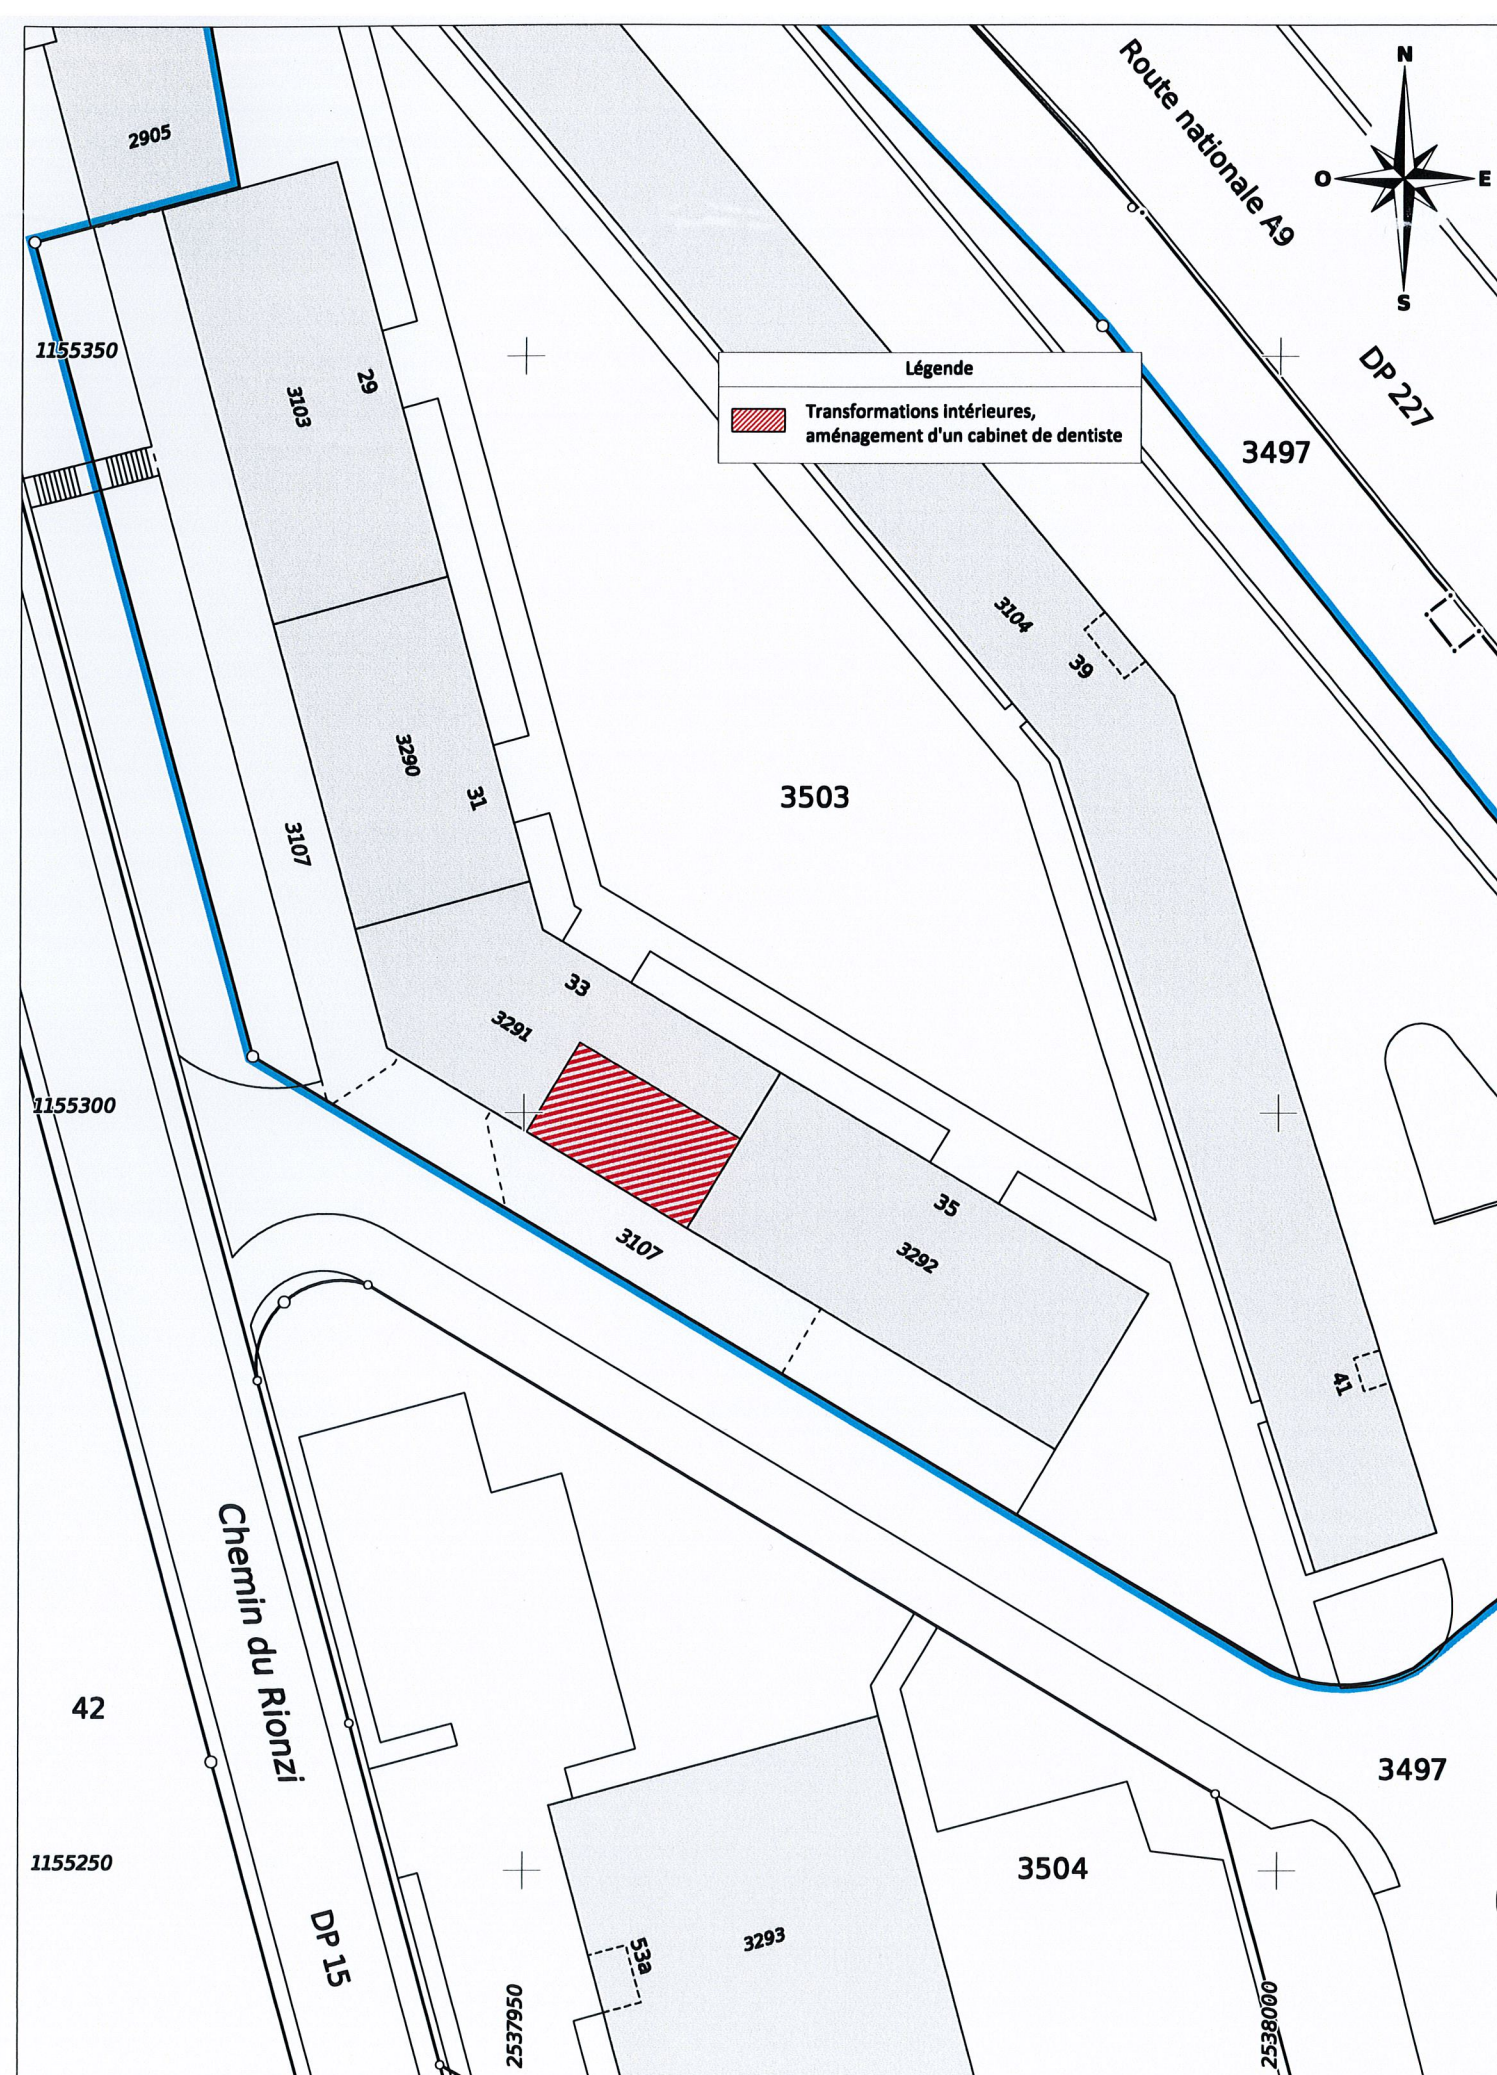 2905
Route nationale A9
N
O
E
S
1155350
3103
29
Légende
Transformations intérieures,
aménagement d'un cabinet de dentiste
DP 227
3497
3104
39
3290
31
3107
3503
33
3291
1155300
35
3292
3107
41
Chemin du Rionzi
42
3497
1155250
3504
DP 15
53a
3293
2537950
2538000